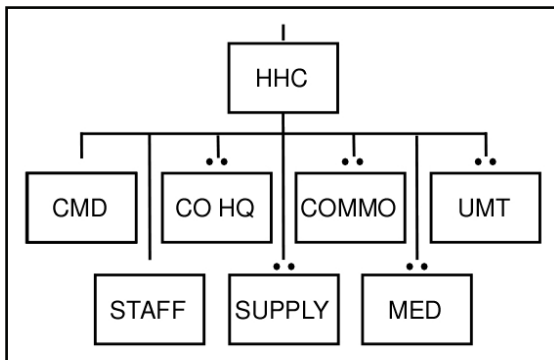 HHC
CMD
CO HQ
COMMO
UMT
STAFF
SUPPLY
MED